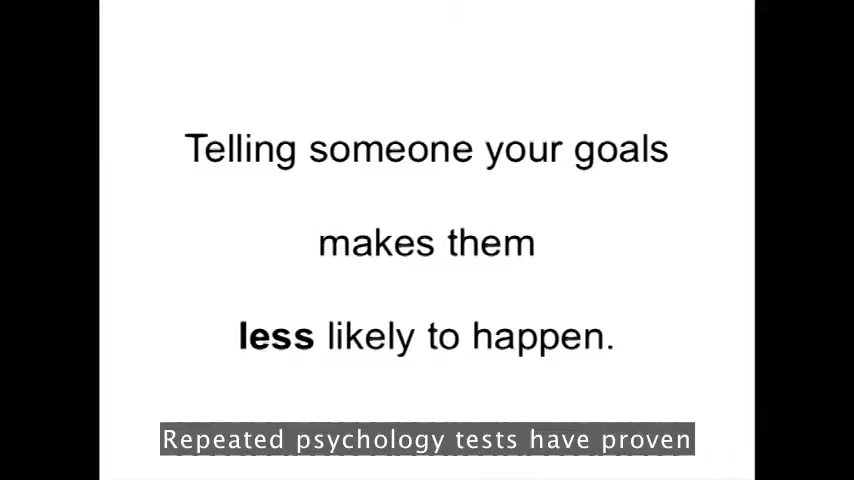 Telling someone your goals
makes them
less likely to happen.
Repeated psychology tests have proven